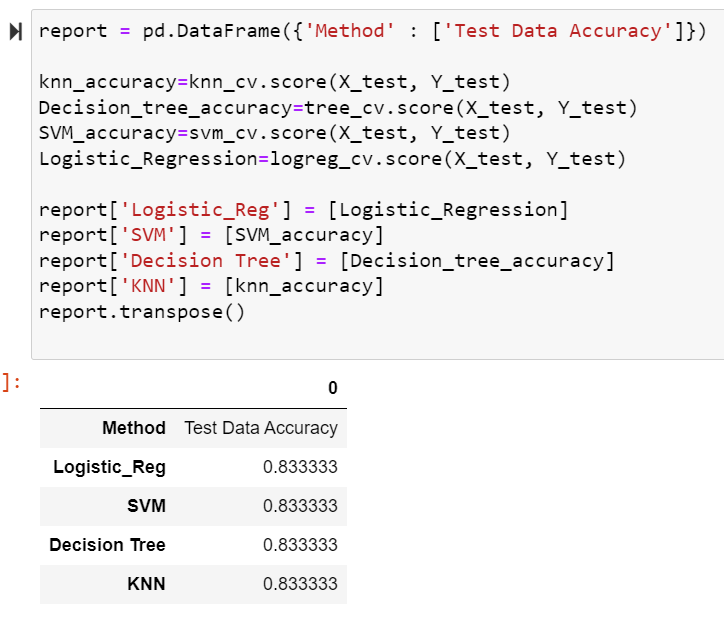 report = pd.DataFrame({'Method' : ['Test Data Accuracy']})
knn_accuracy=knn_cv.score(X_test, Y_test)
Decision_tree_accuracy=tree_cv.score(X_test, Y_test)
SVM_accuracy=svm_cv.score(X_test, Y_test)
Logistic_Regression=logreg_cv.score(X_test, Y_test)
report['Logistic_Reg'] = [Logistic_Regression]
report['SVM'] = [SVM_accuracy]
report['Decision Tree'] = [Decision_tree_accuracy]
report['KNN'] = [knn_accuracy]
report.transpose()
]:
0
Method Test Data Accuracy
Logistic_Reg 0.833333
SVM 0.833333
Decision Tree 0.833333
KNN 0.833333